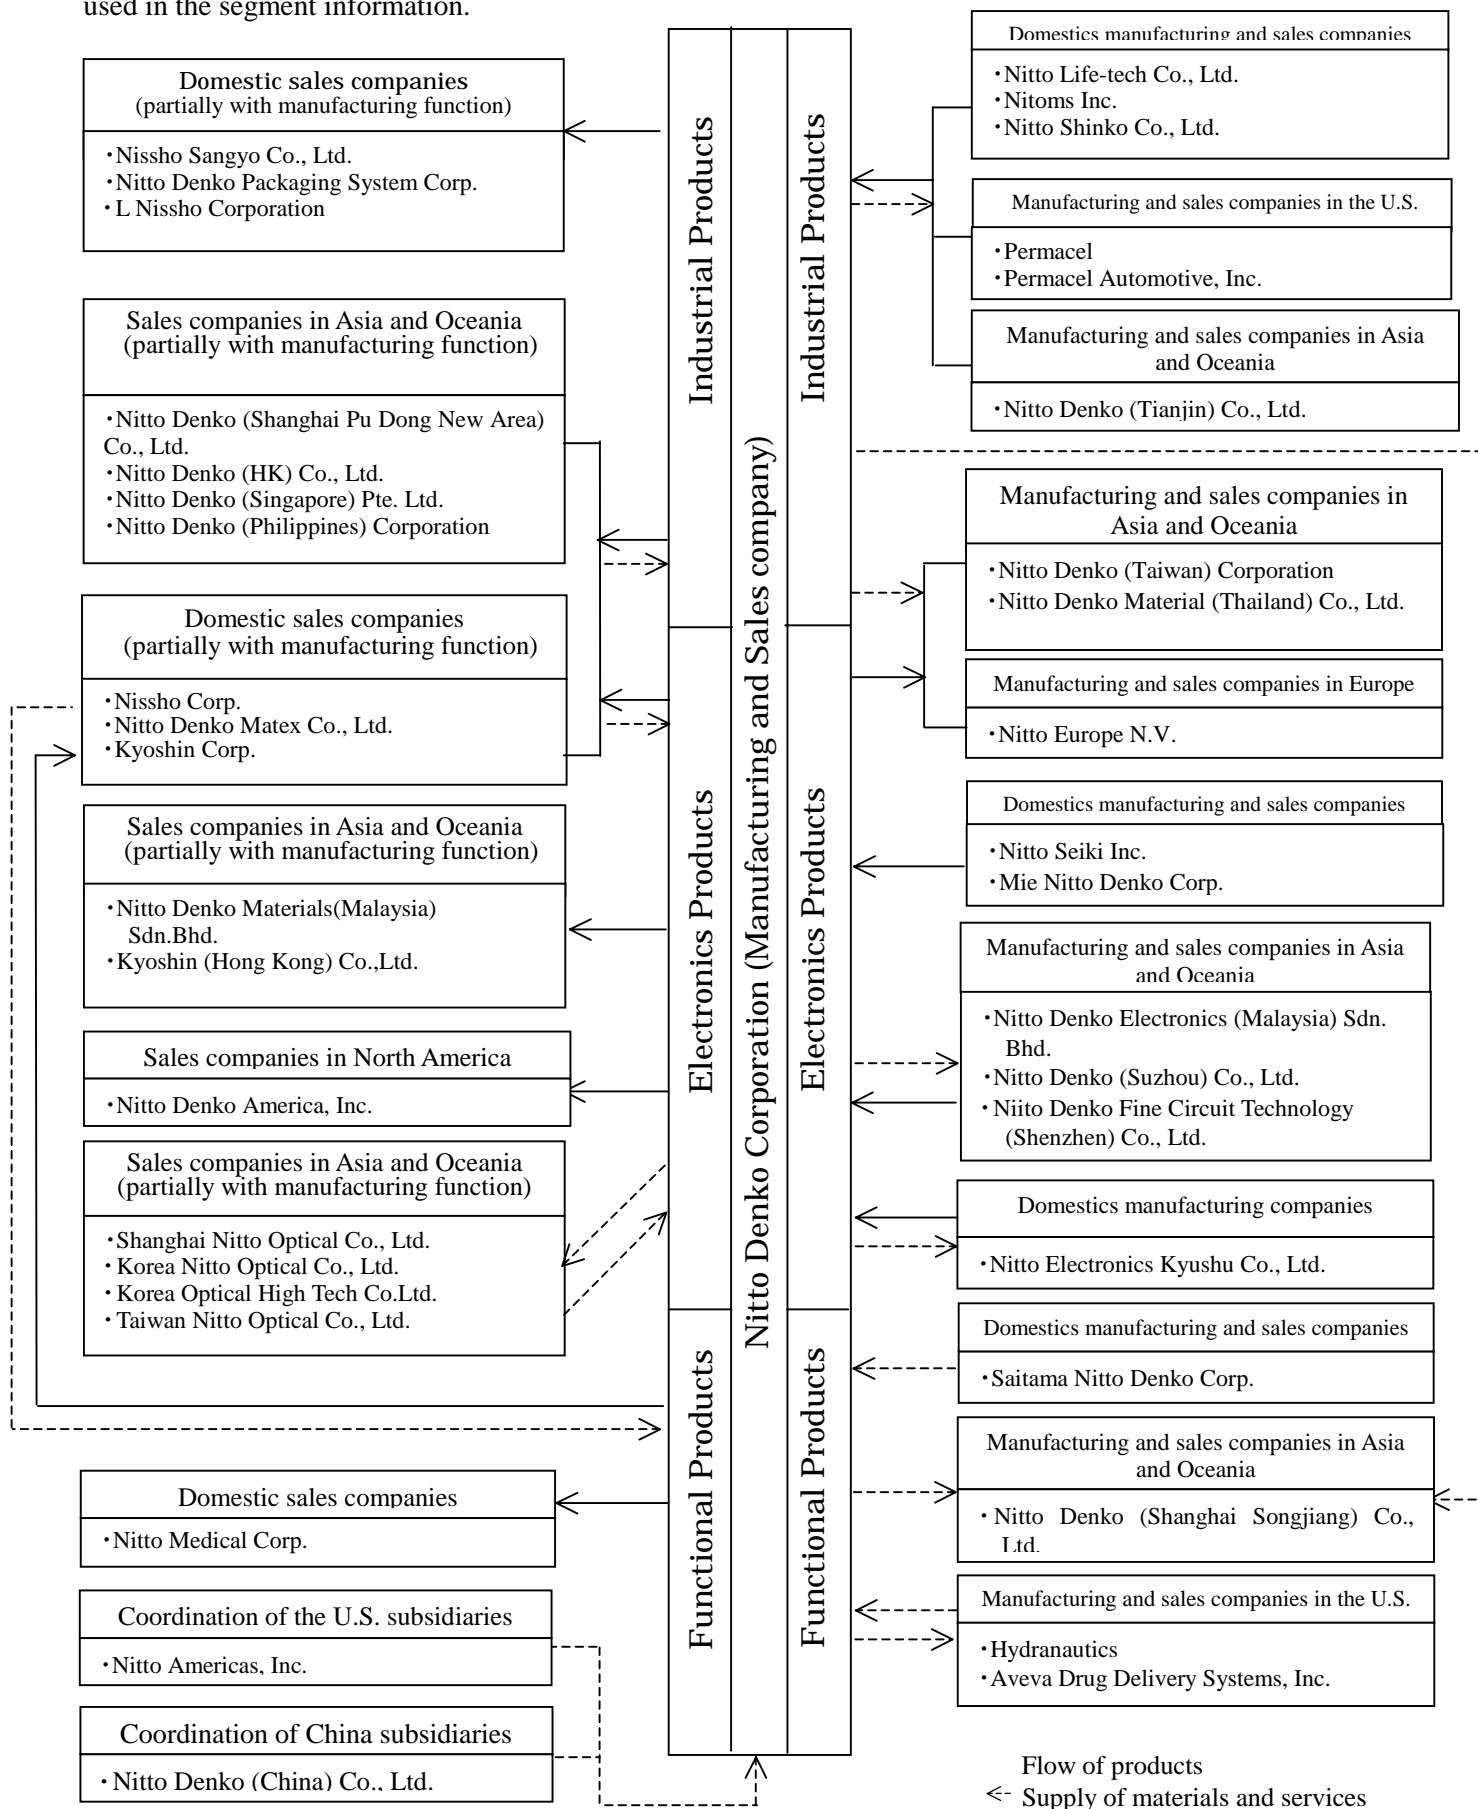 used in the segment information.
Domestic sales companies
(partially with manufacturing function)
・Nissho Sangyo Co., Ltd.
・Nitto Denko Packaging System Corp.
・L Nissho Corporation
Sales companies in Asia and Oceania
(partially with manufacturing function)
・Nitto Denko (Shanghai Pu Dong New Area)
Co., Ltd.
・Nitto Denko (HK) Co., Ltd.
・Nitto Denko (Singapore) Pte. Ltd.
・Nitto Denko (Philippines) Corporation
Domestic sales companies
(partially with manufacturing function)
・Nissho Corp.
・Nitto Denko Matex Co., Ltd.
・Kyoshin Corp.
Sales companies in Asia and Oceania
(partially with manufacturing function)
・Nitto Denko Materials(Malaysia)
Sdn.Bhd.
・Kyoshin (Hong Kong) Co.,Ltd.
Sales companies in North America
・Nitto Denko America, Inc.
Sales companies in Asia and Oceania
(partially with manufacturing function)
・Shanghai Nitto Optical Co., Ltd.
・Korea Nitto Optical Co., Ltd.
・Korea Optical High Tech Co.Ltd.
・Taiwan Nitto Optical Co., Ltd.
Domestic sales companies
・Nitto Medical Corp.
Coordination of the U.S. subsidiaries
・Nitto Americas, Inc.
Coordination of China subsidiaries
・Nitto Denko (China) Co., Ltd.
Industrial Products
Electronics Products
Functional Products
Nitto Denko Corporation (Manufacturing and Sales company)
Industrial Products
Electronics Products
Functional Products
Domestics manufacturing and sales companies
・Nitto Life-tech Co., Ltd.
・Nitoms Inc.
・Nitto Shinko Co., Ltd.
Manufacturing and sales companies in the U.S.
・Permacel
・Permacel Automotive, Inc.
Manufacturing and sales companies in Asia
and Oceania
・Nitto Denko (Tianjin) Co., Ltd.
Manufacturing and sales companies in
Asia and Oceania
・Nitto Denko (Taiwan) Corporation
・Nitto Denko Material (Thailand) Co., Ltd.
Manufacturing and sales companies in Europe
・Nitto Europe N.V.
Domestics manufacturing and sales companies
・Nitto Seiki Inc.
・Mie Nitto Denko Corp.
Manufacturing and sales companies in Asia
and Oceania
・Nitto Denko Electronics (Malaysia) Sdn.
Bhd.
・Nitto Denko (Suzhou) Co., Ltd.
・Niito Denko Fine Circuit Technology
(Shenzhen) Co., Ltd.
Domestics manufacturing companies
・Nitto Electronics Kyushu Co., Ltd.
Domestics manufacturing and sales companies
・Saitama Nitto Denko Corp.
Manufacturing and sales companies in Asia
and Oceania
・Nitto Denko (Shanghai Songjiang) Co.,
Ltd.
Manufacturing and sales companies in the U.S.
・Hydranautics
・Aveva Drug Delivery Systems, Inc.
Flow of products
Supply of materials and services